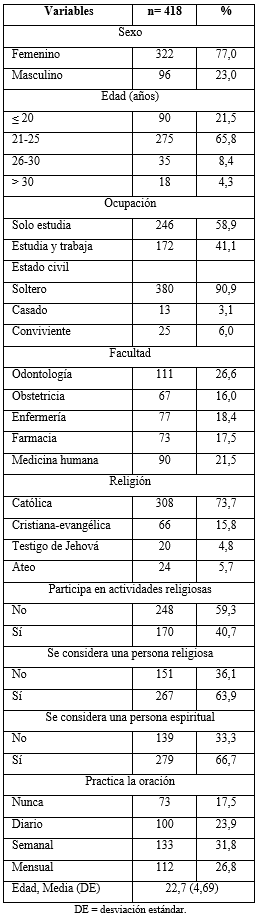 Variables n= 418 %
Sexo
Femenino 322 77,0
Masculino 96 23,0
Edad (años)
≤ 20 90 21,5
21-25 275 65,8
26-30 35 8,4
> 30 18 4,3
Ocupación
Solo estudia 246 58,9
Estudia y trabaja 172 41,1
Estado civil
Soltero 380 90,9
Casado 13 3,1
Conviviente 25 6,0
Facultad
Odontología 111 26,6
Obstetricia 67 16,0
Enfermería 77 18,4
Farmacia 73 17,5
Medicina humana 90 21,5
Religión
Católica 308 73,7
Cristiana-evangélica 66 15,8
Testigo de Jehová 20 4,8
Ateo 24 5,7
Participa en actividades religiosas
No 248 59,3
Sí 170 40,7
Se considera una persona religiosa
No 151 36,1
Sí 267 63,9
Se considera una persona espiritual
No 139 33,3
Sí 279 66,7
Practica la oración
Nunca 73 17,5
Diario 100 23,9
Semanal 133 31,8
Mensual 112 26,8
Edad, Media (DE) 22,7 (4,69)
DE = desviación estándar.